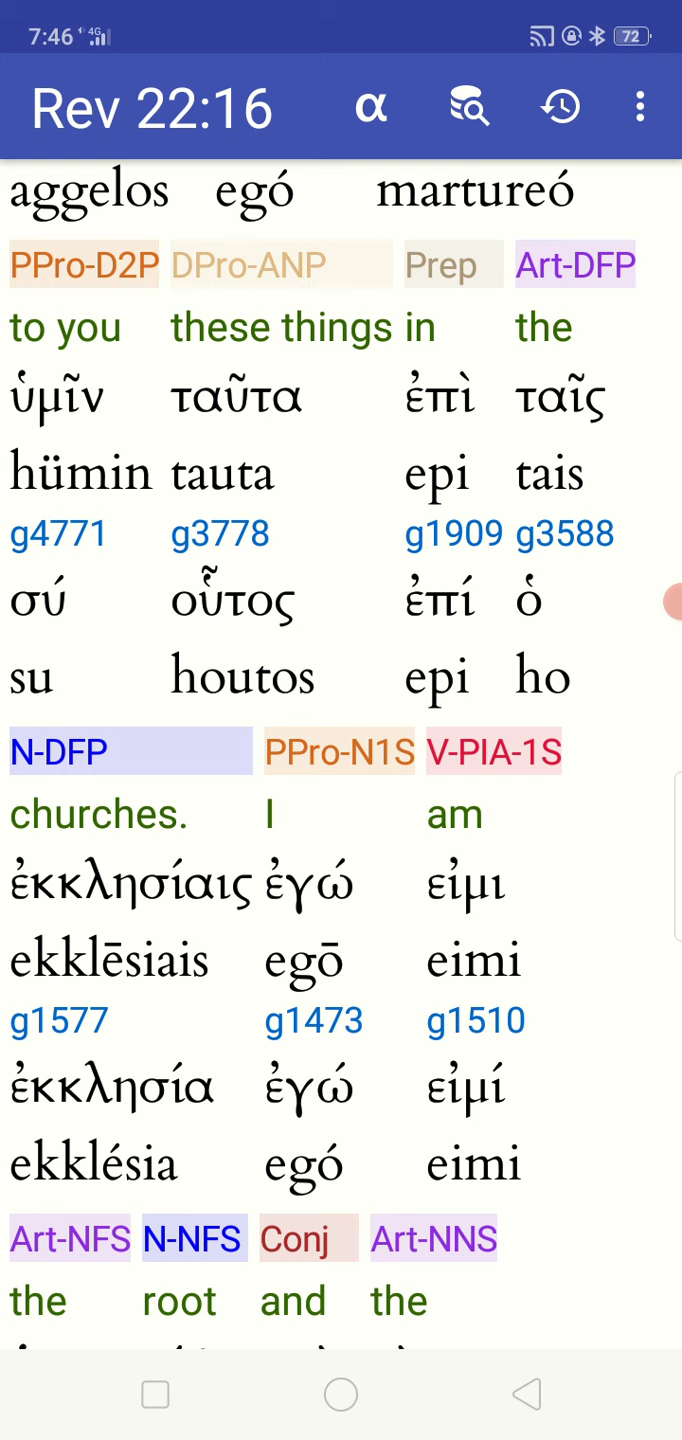 7:46 4G 72
Rev 22:16 α
aggelos egó martureó
PPro-D2P DPro-ANP Prep Art-DFP
to you these things in the
ὑμῖν ταῦτα ἐπὶ ταῖς
hümin tauta epi tais
g4771 g3778 g1909 g3588
σύ οὗτος ἐπί ὁ
su houtos epi ho
N-DFP PPro-N1S V-PIA-1S
churches. I am
ἐκκλησίαις ἐγώ εἰμι
ekklēsiais egō eimi
g1577 g1473 g1510
ἐκκλησία ἐγώ εἰμί
ekklésia egó eimi
Art-NFS N-NFS Conj Art-NNS
the root and the